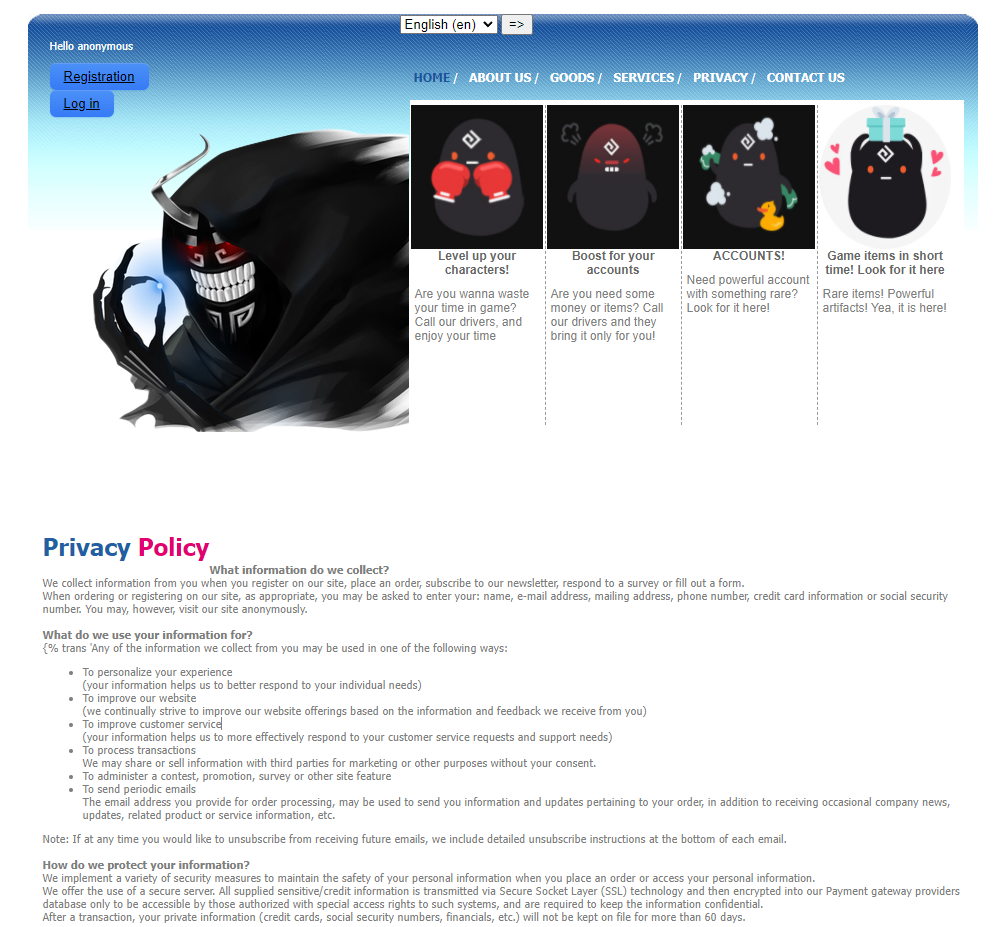 English (en) =>
Hello anonymous
Registration
Log in
HOME / ABOUT US / GOODS / SERVICES / PRIVACY / CONTACT US
Level up your
characters!
Are you wanna waste
your time in game?
Call our drivers, and
enjoy your time
Boost for your
accounts
Are you need some
money or items? Call
our drivers and they
bring it only for you!
ACCOUNTS!
Need powerful account
with something rare?
Look for it here!
Game items in short
time! Look for it here
Rare items! Powerful
artifacts! Yea, it is here!
Privacy Policy
What information do we collect?
We collect information from you when you register on our site, place an order, subscribe to our newsletter, respond to a survey or fill out a form.
When ordering or registering on our site, as appropriate, you may be asked to enter your: name, e-mail address, mailing address, phone number, credit card information or social security
number. You may, however, visit our site anonymously.
What do we use your information for?
{% trans 'Any of the information we collect from you may be used in one of the following ways:
• To personalize your experience
(your information helps us to better respond to your individual needs)
• To improve our website
(we continually strive to improve our website offerings based on the information and feedback we receive from you)
• To improve customer service
(your information helps us to more effectively respond to your customer service requests and support needs)
• To process transactions
We may share or sell information with third parties for marketing or other purposes without your consent.
• To administer a contest, promotion, survey or other site feature
• To send periodic emails
The email address you provide for order processing, may be used to send you information and updates pertaining to your order, in addition to receiving occasional company news,
updates, related product or service information, etc.
Note: If at any time you would like to unsubscribe from receiving future emails, we include detailed unsubscribe instructions at the bottom of each email.
How do we protect your information?
We implement a variety of security measures to maintain the safety of your personal information when you place an order or access your personal information.
We offer the use of a secure server. All supplied sensitive/credit information is transmitted via Secure Socket Layer (SSL) technology and then encrypted into our Payment gateway providers
database only to be accessible by those authorized with special access rights to such systems, and are required to keep the information confidential.
After a transaction, your private information (credit cards, social security numbers, financials, etc.) will not be kept on file for more than 60 days.